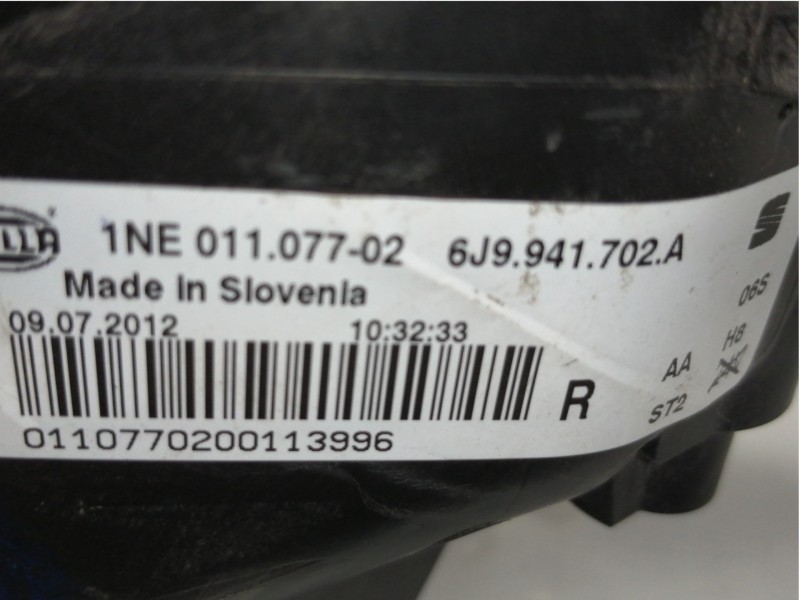 1NE 011.077-02 6J9.941.702.A
Made in Slovenia
09.07.2012 10:32:33
0110770200113996
R
06S
H8
AA
ST2